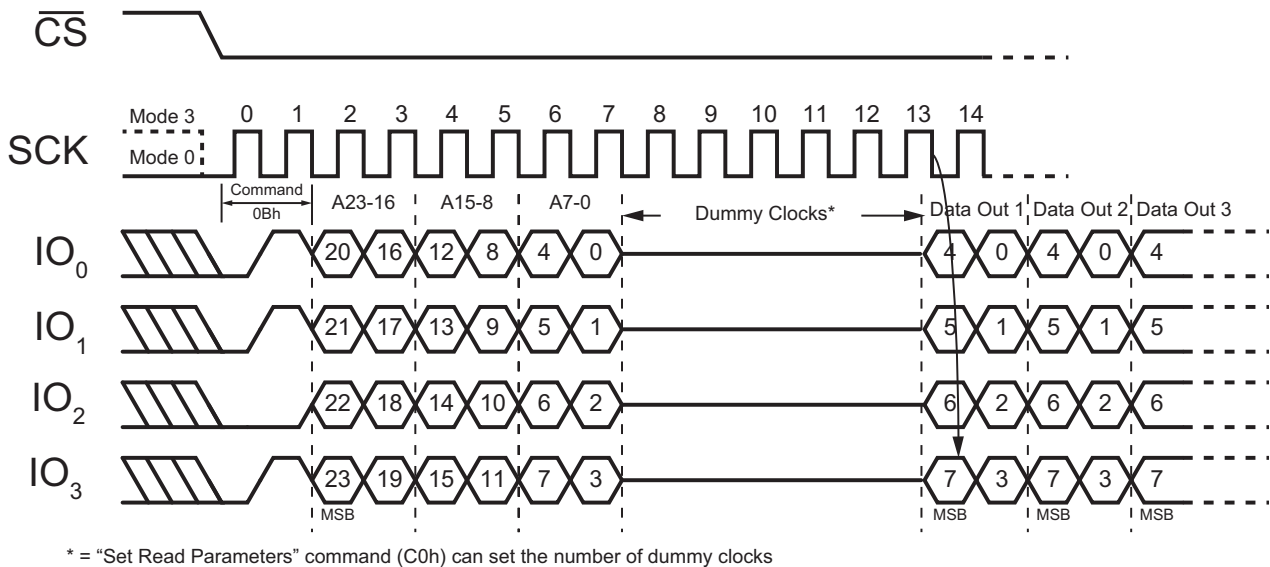 CS
Mode 3
Mode 0
SCK
0 1 2 3 4 5 6 7 8 9 10 11 12 13 14
Command
0Bh
A23-16 A15-8 A7-0 Dummy Clocks* Data Out 1 Data Out 2 Data Out 3
IO0 20 16 12 8 4 0 4 0 4 0 4
IO1 21 17 13 9 5 1 5 1 5 1 5
IO2 22 18 14 10 6 2 6 2 6 2 6
IO3 23 19 15 11 7 3 7 3 7 3 7
MSB MSB MSB MSB
* = “Set Read Parameters” command (C0h) can set the number of dummy clocks